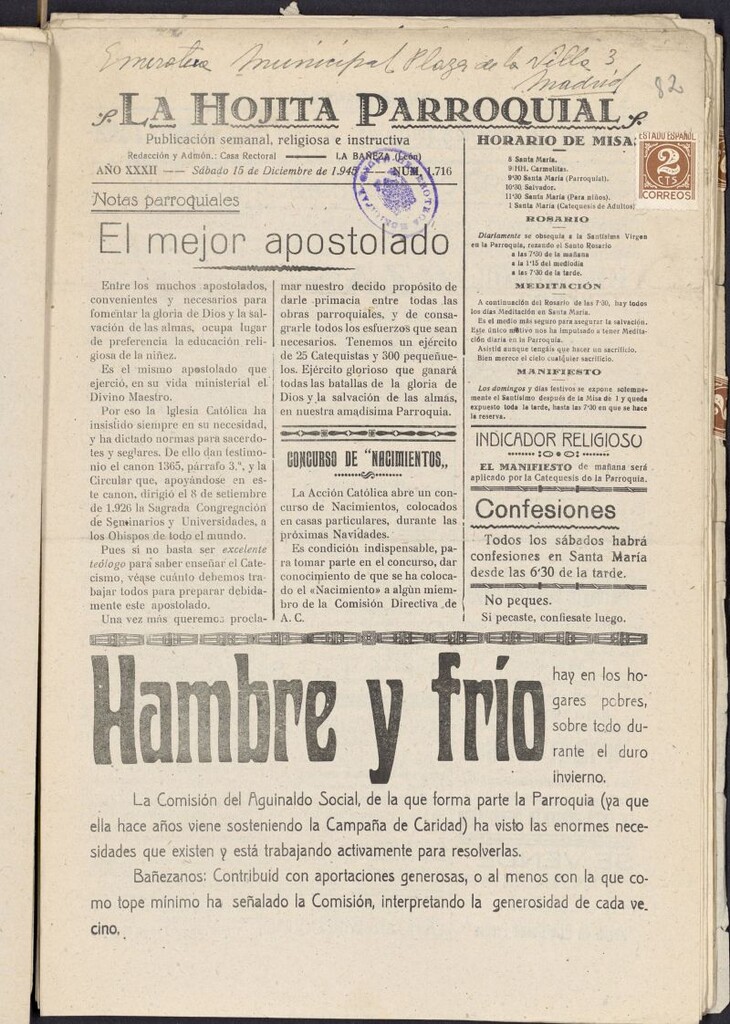 Emeroteca Municipal, Plaza de la Villa 3
Madrid
82
LA HOJITA PARROQUIAL
Publicación semanal, religiosa e instructiva
Redacción y Admón.: Casa Rectoral LA BAÑEZA (León)
AÑO XXXII — Sábado 15 de Diciembre de 1945 NÚM. 1.716
ESTADO ESPAÑOL
2
CTS
CORREOS
Notas parroquiales
El mejor apostolado
Entre los muchos apostolados,
convenientes y necesarios para
fomentar la gloria de Dios y la sal-
vación de las almas, ocupa lugar
de preferencia la educación reli-
giosa de la niñez.
Es el mismo apostolado que
ejerció, en su vida ministerial el
Divino Maestro.
Por eso la Iglesia Católica ha
insistido siempre en su necesidad,
y ha dictado normas para sacerdo-
tes y seglares. De ello dan testimo-
nio el canon 1365, párrafo 3.º, y la
Circular que, apoyándose en es-
te canon, dirigió el 8 de setiembre
de 1.926 la Sagrada Congregación
de Seminarios y Universidades, a
los Obispos de todo el mundo.
Pues si no basta ser excelente
teólogo para saber enseñar el Cate-
cismo, véase cuánto debemos tra-
bajar todos para preparar debida-
mente este apostolado.
Una vez más queremos procla-
mar nuestro decido propósito de
darle primacia entre todas las
obras parroquiales, y de consa-
grarle todos los esfuerzos que sean
necesarios. Tenemos un ejército
de 25 Catequistas y 300 pequeñue-
los. Ejército glorioso que ganará
todas las batallas de la gloria de
Dios y la salvación de las almas,
en nuestra amadísima Parroquia.
CONCURSO DE "NACIMIENTOS„
La Acción Católica abre un con-
curso de Nacimientos, colocados
en casas particulares, durante las
próximas Navidades.
Es condición indispensable, pa-
ra tomar parte en el concurso, dar
conocimiento de que se ha coloca-
do el «Nacimiento» a algún miem-
bro de la Comisión Directiva de
A. C.
HORARIO DE MISAS
8 Santa María.
9 HH. Carmelitas.
9'30 Santa María (Parroquial).
10'30 Salvador.
11'30 Santa María (Para niños).
1 Santa María (Catequesis de Adultos)
ROSARIO
Diariamente se obsequia a la Santísima Virgen
en la Parroquia, rezando el Santo Rosario
a las 7'30 de la mañana
a la 1'15 del mediodía
a las 7'30 de la tarde.
MEDITACIÓN
A continuación del Rosario de las 7'30, hay todos
los días Meditación en Santa María.
Es el medio más seguro para asegurar la salvación.
Este único motivo nos ha impulsado a tener Medita-
ción diaria en la Parroquia.
Asistid aunque tengáis que hacer un sacrificio.
Bien merece el cielo cualquier sacrificio.
MANIFIESTO
Los domingos y días festivos se expone solemne-
mente el Santísimo después de la Misa de 1 y queda
expuesto toda la tarde, hasta las 7'30 en que se hace
la reserva.
INDICADOR RELIGIOSO
EL MANIFIESTO de mañana será
aplicado por la Catequesis de la Parroquia.
Confesiones
Todos los sábados habrá
confesiones en Santa María
desde las 6'30 de la tarde.
No peques.
Si pecaste, confiesate luego.
Hambre y frío
hay en los ho-
gares pobres,
sobre todo du-
rante el duro
invierno.
La Comisión del Aguinaldo Social, de la que forma parte la Parroquia (ya que
ella hace años viene sosteniendo la Campaña de Caridad) ha visto las enormes nece-
sidades que existen y está trabajando activamente para resolverlas.
Bañezanos: Contribuid con aportaciones generosas, o al menos con la que co-
mo tope mínimo ha señalado la Comisión, interpretando la generosidad de cada ve-
cino.